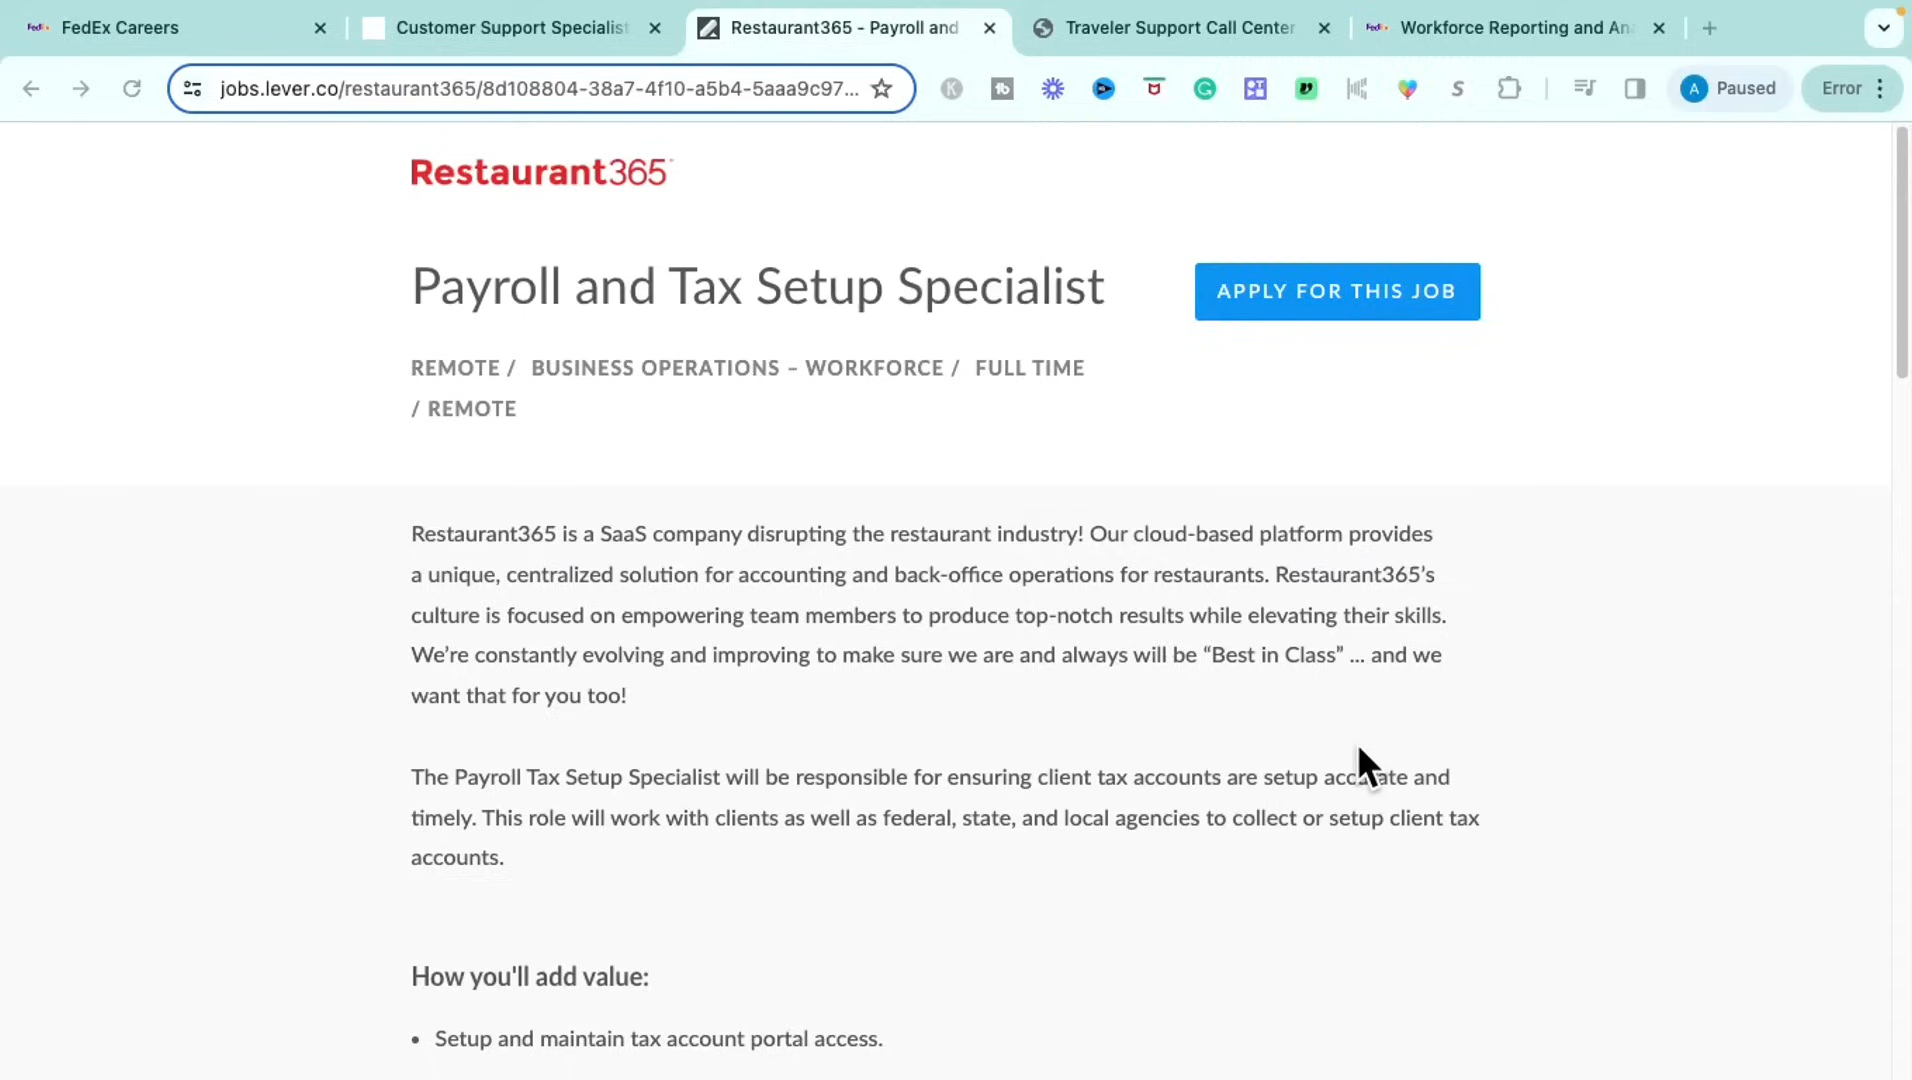 FedEx Careers
Customer Support Specialist
Restaurant365 - Payroll and
Traveler Support Call Center
Workforce Reporting and An
jobs.lever.co/restaurant365/8d108804-38a7-4f10-a5b4-5aaa9c97...
A
Paused
Error
Restaurant365
Payroll and Tax Setup Specialist
APPLY FOR THIS JOB
REMOTE / BUSINESS OPERATIONS – WORKFORCE / FULL TIME
/ REMOTE
Restaurant365 is a SaaS company disrupting the restaurant industry! Our cloud-based platform provides
a unique, centralized solution for accounting and back-office operations for restaurants. Restaurant365’s
culture is focused on empowering team members to produce top-notch results while elevating their skills.
We’re constantly evolving and improving to make sure we are and always will be “Best in Class” ... and we
want that for you too!
The Payroll Tax Setup Specialist will be responsible for ensuring client tax accounts are setup accurate and
timely. This role will work with clients as well as federal, state, and local agencies to collect or setup client tax
accounts.
How you'll add value:
• Setup and maintain tax account portal access.